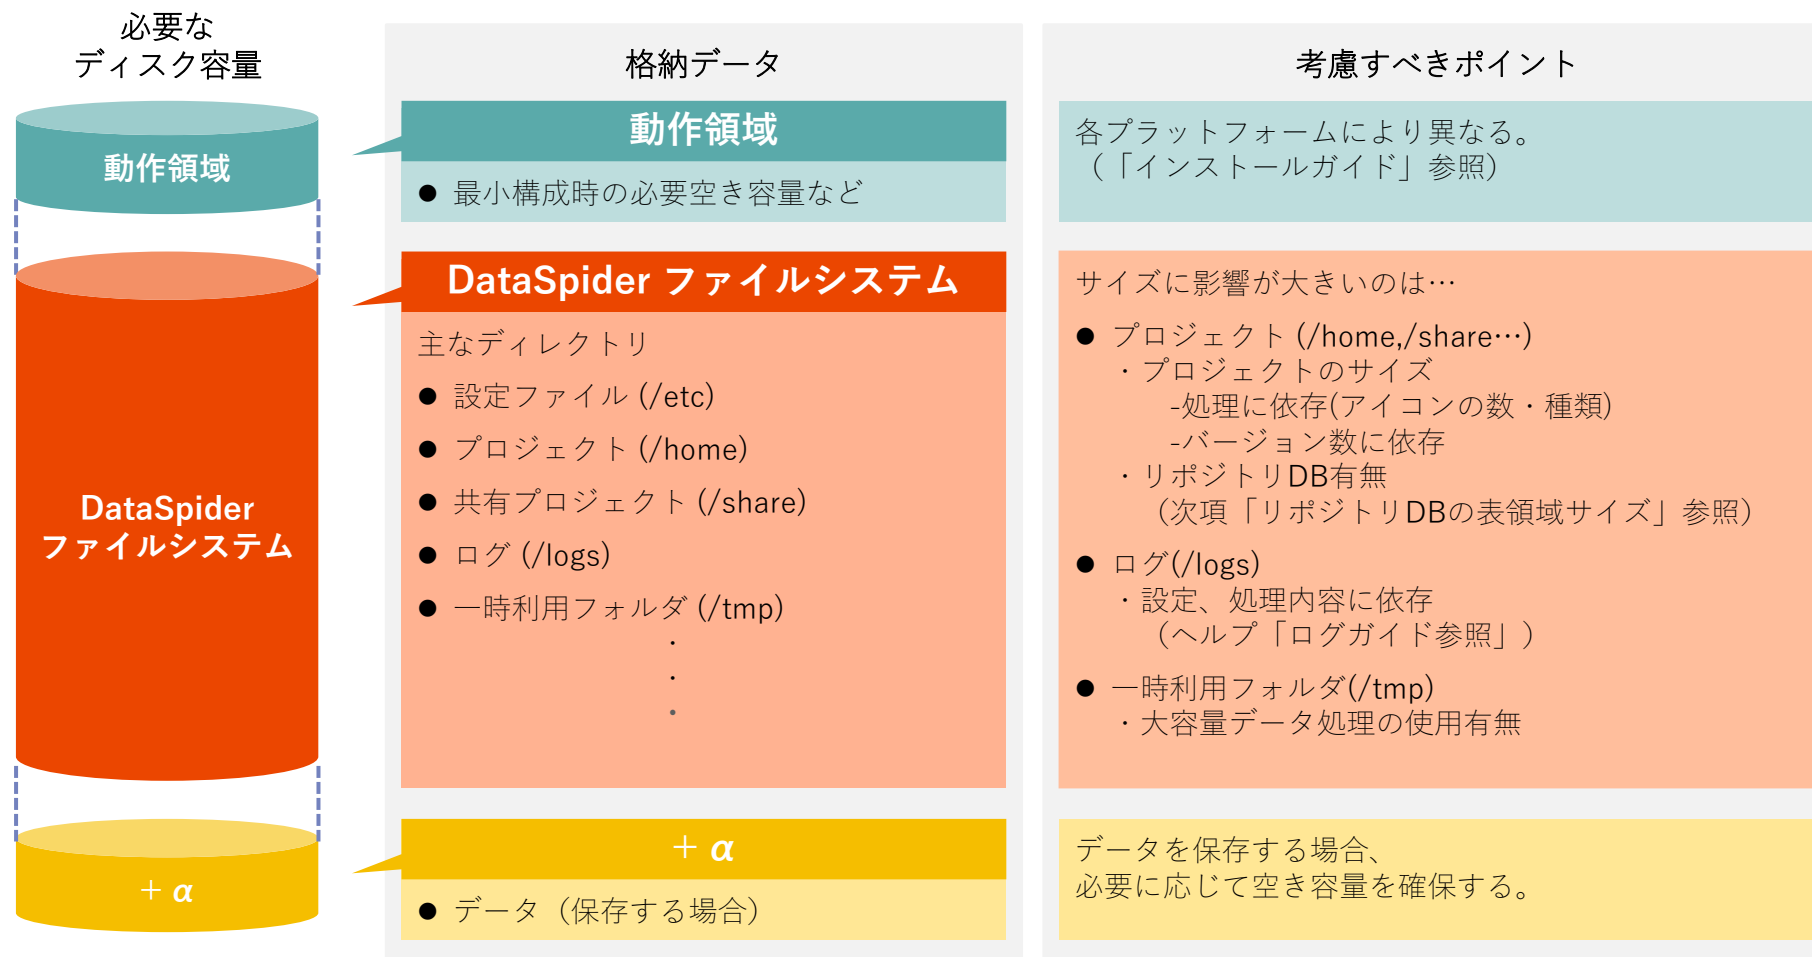 必要な
ディスク容量
動作領域
DataSpider
ファイルシステム
+ α
格納データ
動作領域
● 最小構成時の必要空き容量など
DataSpider ファイルシステム
主なディレクトリ
● 設定ファイル (/etc)
● プロジェクト (/home)
● 共有プロジェクト (/share)
● ログ (/logs)
● 一時利用フォルダ (/tmp)
・
・
・
+ α
● データ（保存する場合）
考慮すべきポイント
各プラットフォームにより異なる。
（「インストールガイド」参照）
サイズに影響が大きいのは…
● プロジェクト (/home,/share…)
・プロジェクトのサイズ
-処理に依存(アイコンの数・種類)
-バージョン数に依存
・リポジトリDB有無
（次項「リポジトリDBの表領域サイズ」参照）
● ログ(/logs)
・設定、処理内容に依存
（ヘルプ「ログガイド参照」）
● 一時利用フォルダ(/tmp)
・大容量データ処理の使用有無
データを保存する場合、
必要に応じて空き容量を確保する。